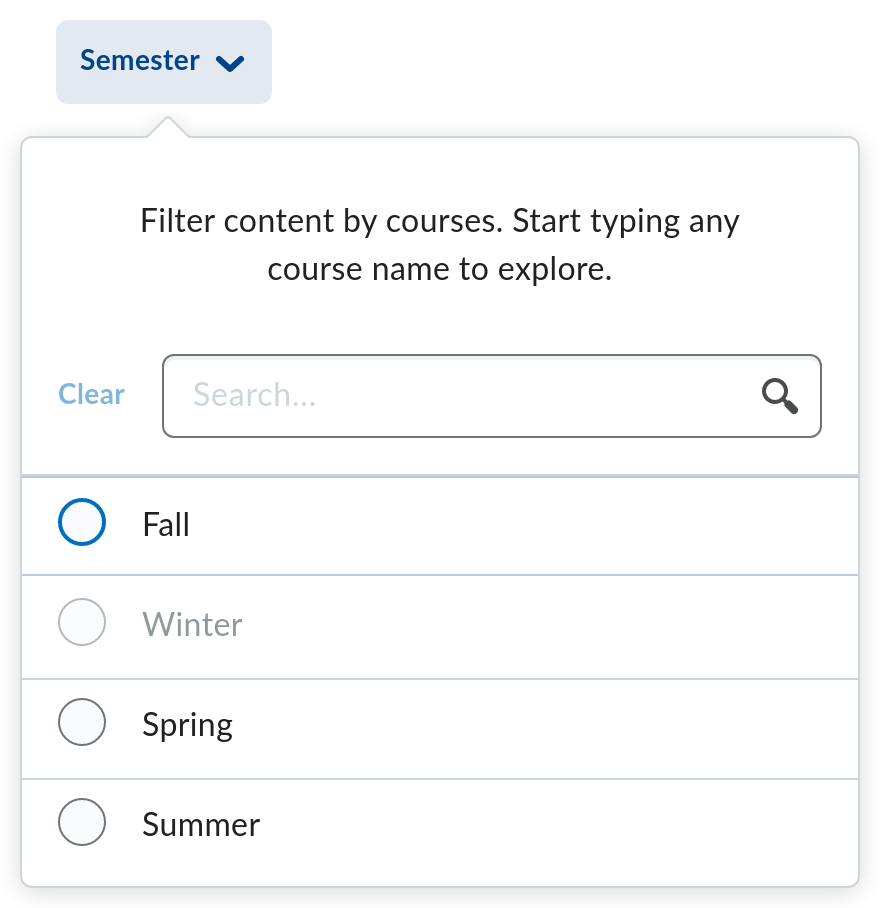 Semester
Filter content by courses. Start typing any
course name to explore.
Clear
Search...
Fall
Winter
Spring
Summer